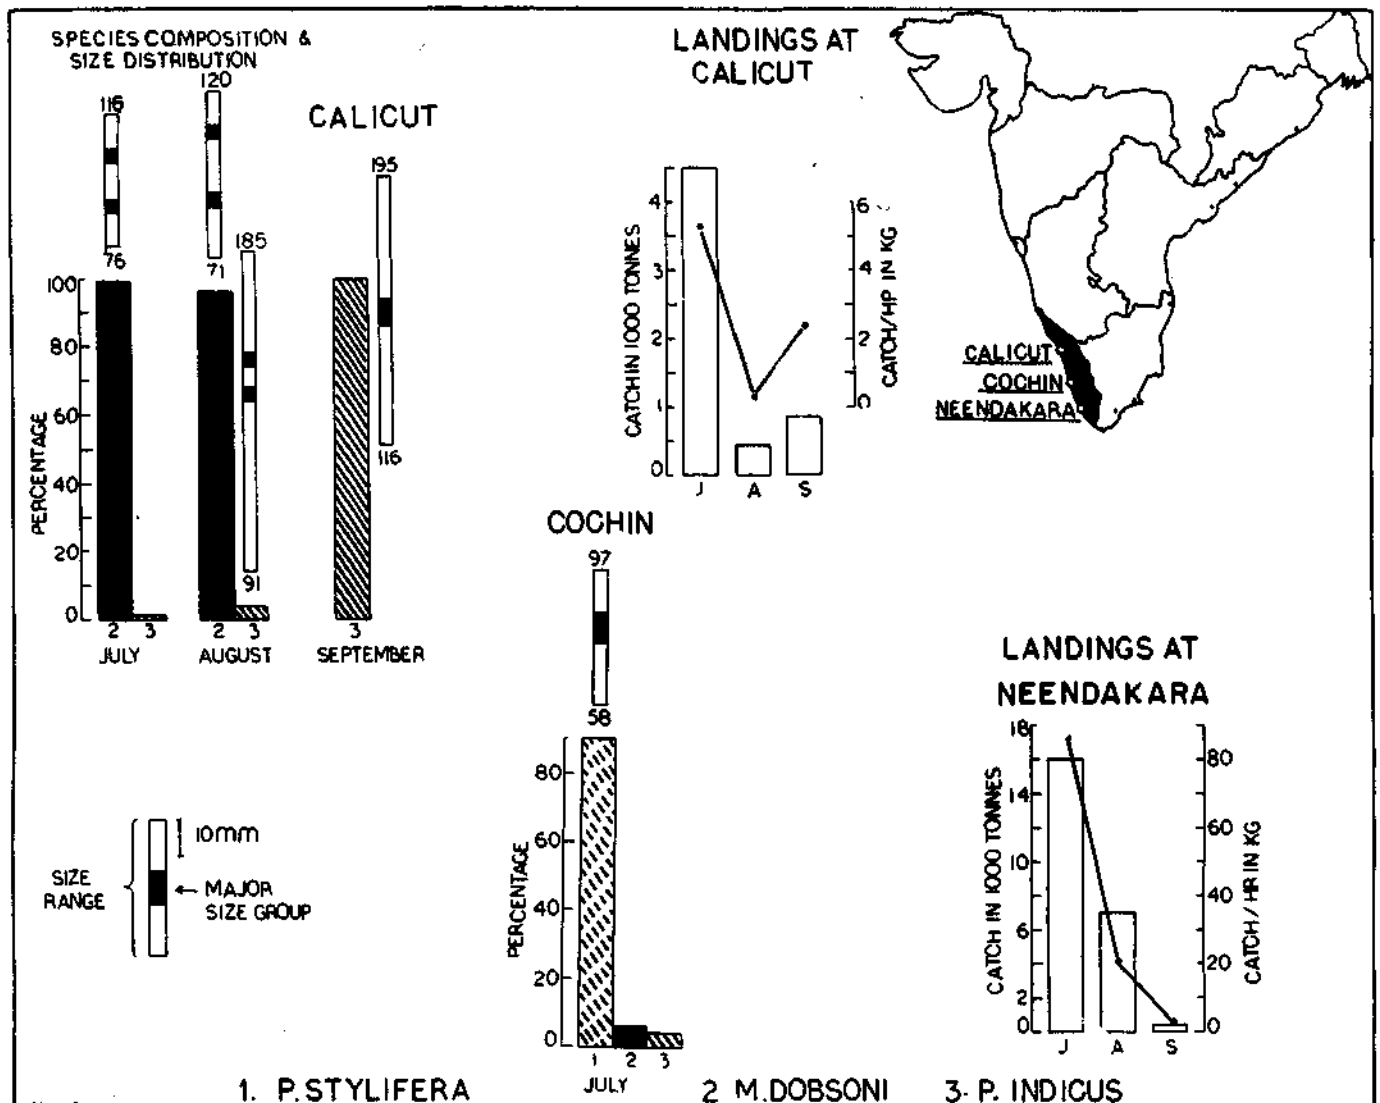 SPECIES COMPOSITION &
SIZE DISTRIBUTION
CALICUT
116
76
120
71
185
91
195
116
PERCENTAGE
100
80
60
40
20
0
2 3
JULY
2 3
AUGUST
3
SEPTEMBER
LANDINGS AT
CALICUT
CATCH IN 1000 TONNES
4
3
2
1
0
J A S
CATCH/HP IN KG
6
4
2
0
CALICUT
COCHIN
NEENDAKARA
COCHIN
97
58
PERCENTAGE
80
60
40
20
0
1 2 3
JULY
LANDINGS AT
NEENDAKARA
CATCH IN 1000 TONNES
18
14
10
6
2
0
J A S
CATCH/HR IN KG
80
60
40
20
0
SIZE
RANGE
10mm
← MAJOR
SIZE GROUP
1. P.STYLIFERA 2 M.DOBSONI 3. P. INDICUS